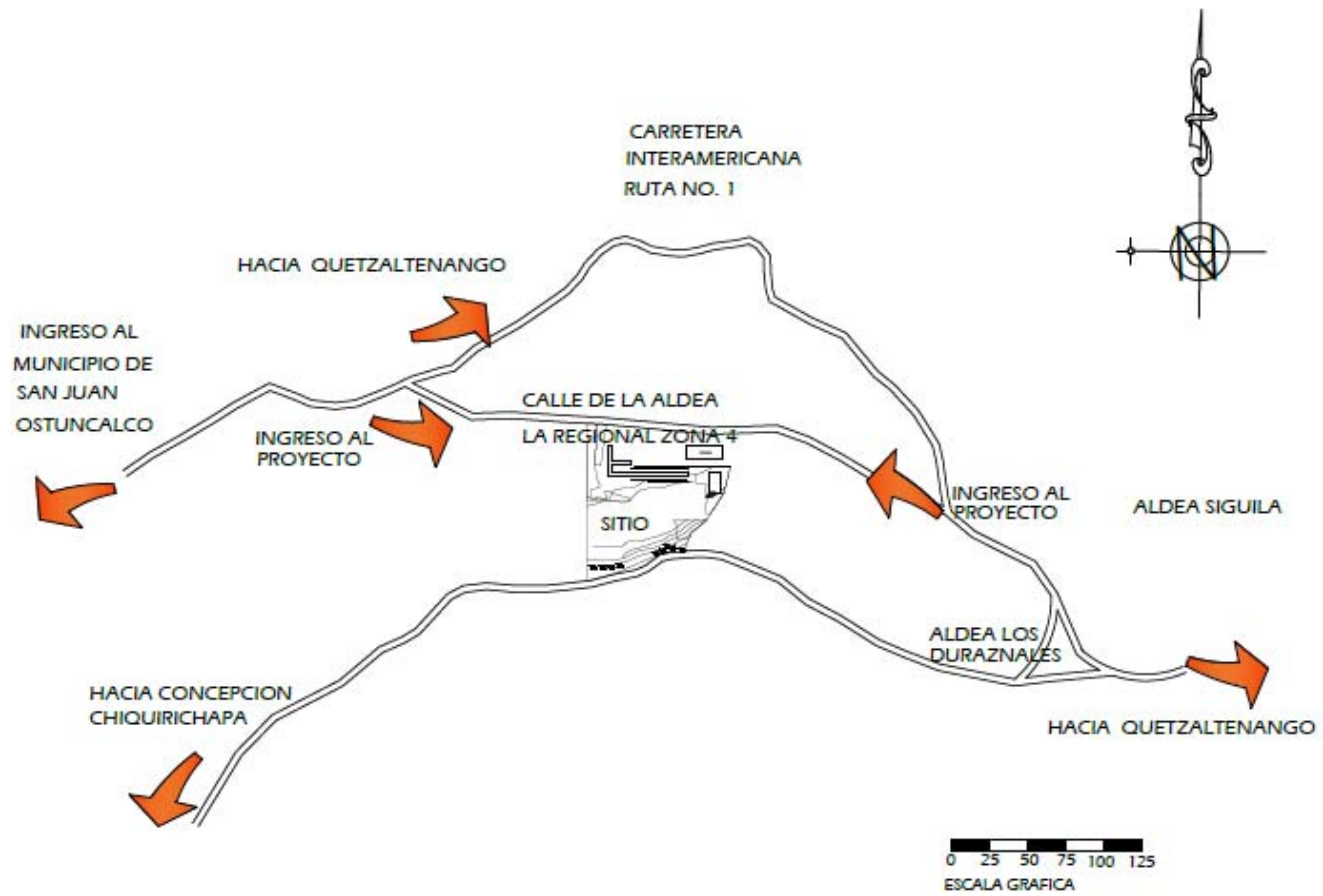 CARRETERA
INTERAMERICANA
RUTA NO. 1
HACIA QUETZALTENANGO
INGRESO AL
MUNICIPIO DE
SAN JUAN
OSTUNCALCO
INGRESO AL
PROYECTO
CALLE DE LA ALDEA
LA REGIONAL ZONA 4
SITIO
INGRESO AL
PROYECTO
ALDEA SIGUILA
ALDEA LOS
DURAZNALES
HACIA QUETZALTENANGO
HACIA CONCEPCION
CHIQUIRICHAPA
N
0 25 50 75 100 125
ESCALA GRAFICA